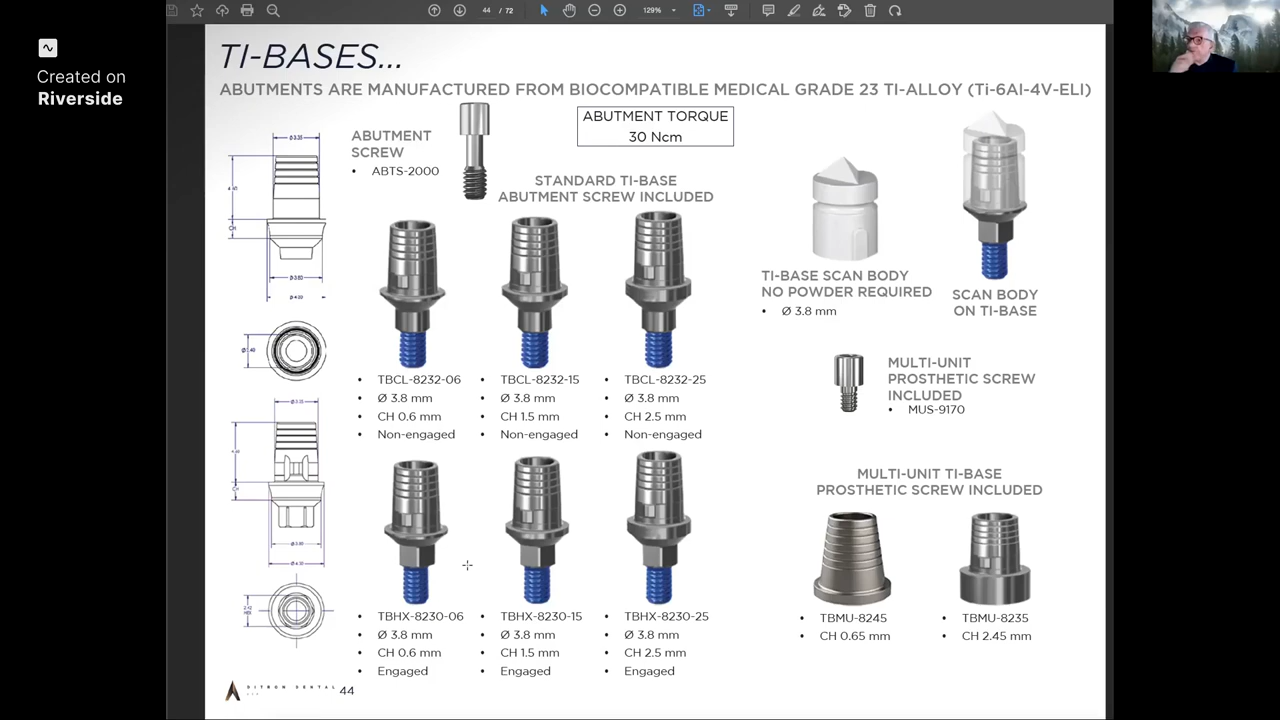 44 / 72
129%
Created on
Riverside
TI-BASES...
ABUTMENTS ARE MANUFACTURED FROM BIOCOMPATIBLE MEDICAL GRADE 23 TI-ALLOY (Ti-6Al-4V-ELI)
ABUTMENT
SCREW
• ABTS-2000
ABUTMENT TORQUE
30 Ncm
STANDARD TI-BASE
ABUTMENT SCREW INCLUDED
TI-BASE SCAN BODY
NO POWDER REQUIRED
• Ø 3.8 mm
SCAN BODY
ON TI-BASE
• TBCL-8232-06
• Ø 3.8 mm
• CH 0.6 mm
• Non-engaged
• TBCL-8232-15
• Ø 3.8 mm
• CH 1.5 mm
• Non-engaged
• TBCL-8232-25
• Ø 3.8 mm
• CH 2.5 mm
• Non-engaged
MULTI-UNIT
PROSTHETIC SCREW
INCLUDED
• MUS-9170
• TBHX-8230-06
• Ø 3.8 mm
• CH 0.6 mm
• Engaged
• TBHX-8230-15
• Ø 3.8 mm
• CH 1.5 mm
• Engaged
• TBHX-8230-25
• Ø 3.8 mm
• CH 2.5 mm
• Engaged
MULTI-UNIT TI-BASE
PROSTHETIC SCREW INCLUDED
• TBMU-8245
• CH 0.65 mm
• TBMU-8235
• CH 2.45 mm
DITRON DENTAL
44